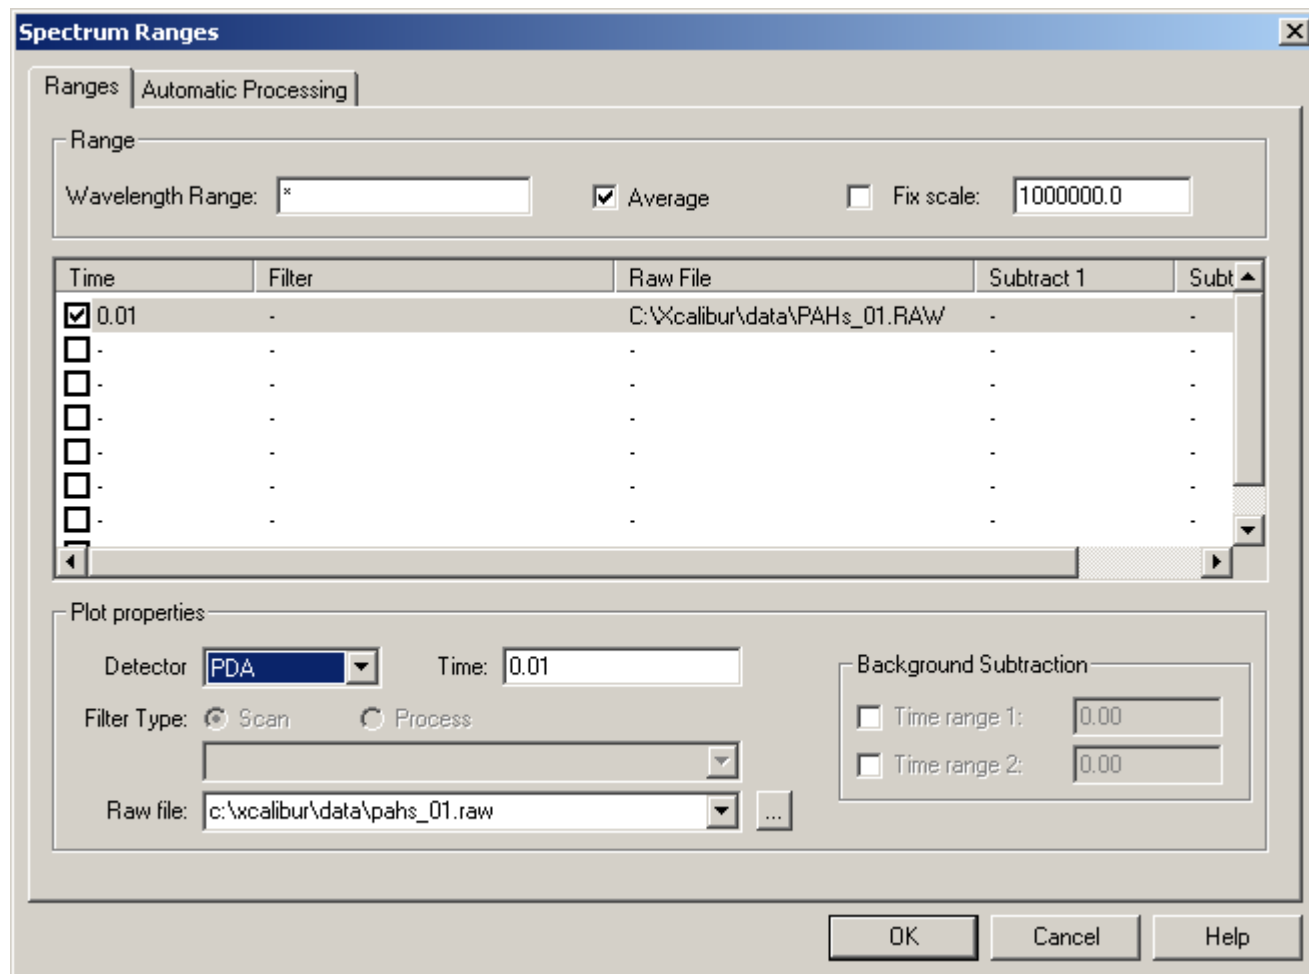 Spectrum Ranges
Ranges Automatic Processing
Range
Wavelength Range: * Average Fix scale: 1000000.0
Time Filter Raw File Subtract 1 Subt
0.01 - C:\Xcalibur\data\PAHs_01.RAW - -
- - - - -
- - - - -
- - - - -
- - - - -
- - - - -
- - - - -
Plot properties
Detector PDA Time: 0.01
Background Subtraction
Filter Type: Scan Process
Time range 1: 0.00
Time range 2: 0.00
Raw file: c:\xcalibur\data\pahs_01.raw ...
OK Cancel Help